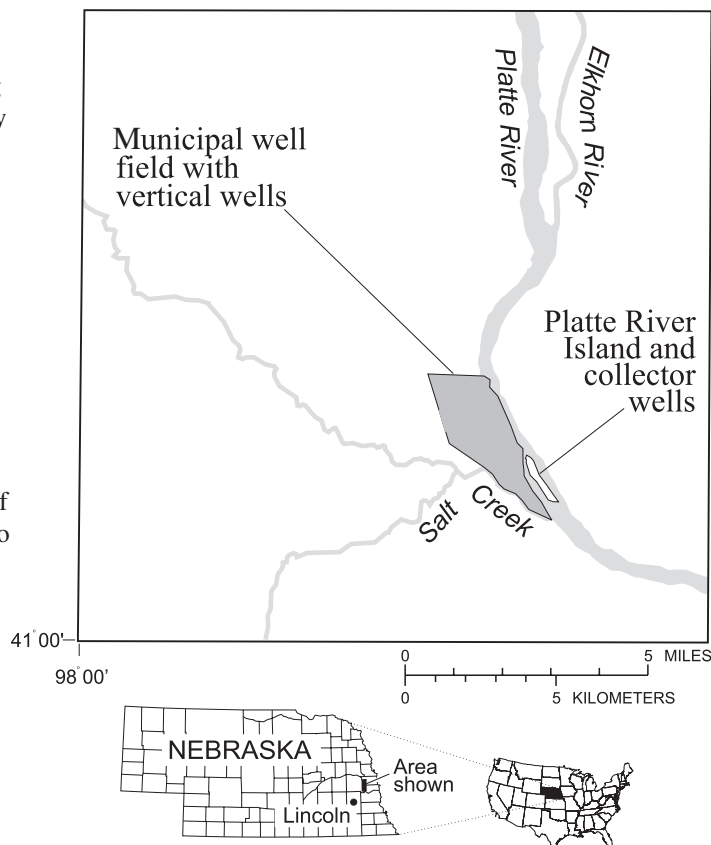 Platte River
Elkhorn River
Municipal well
field with
vertical wells
Platte River
Island and
collector
wells
Salt Creek
41°00'
98°00'
0 5 MILES
0 5 KILOMETERS
NEBRASKA
Area
shown
Lincoln